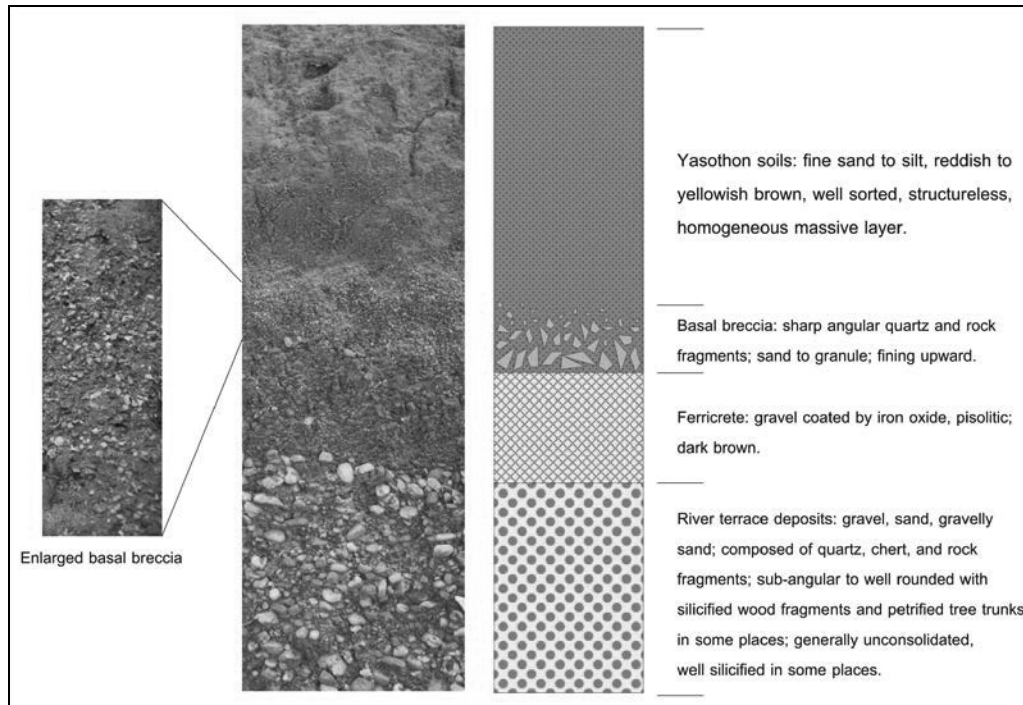 Yasothon soils: fine sand to silt, reddish to
yellowish brown, well sorted, structureless,
homogeneous massive layer.
Basal breccia: sharp angular quartz and rock
fragments; sand to granule; fining upward.
Ferricrete: gravel coated by iron oxide, pisolitic;
dark brown.
River terrace deposits: gravel, sand, gravelly
sand; composed of quartz, chert, and rock
fragments; sub-angular to well rounded with
silicified wood fragments and petrified tree trunks
in some places; generally unconsolidated,
well silicified in some places.
Enlarged basal breccia